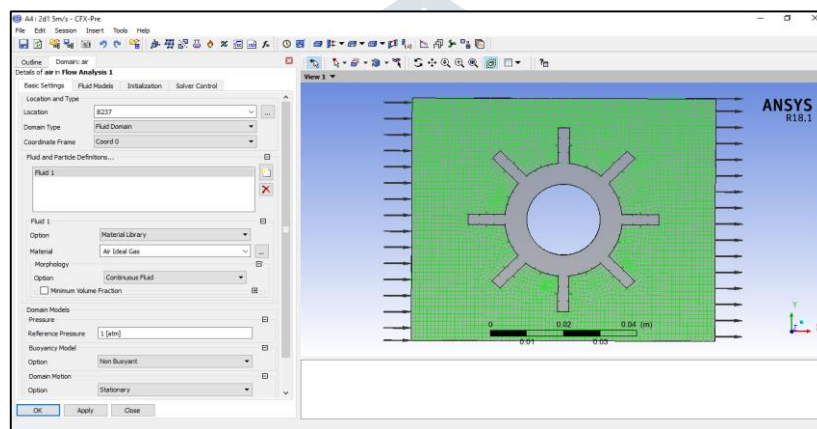 A4 : 2d1 5m/s - CFX-Pre
File Edit Session Insert Tools Help
Outline Domain: air
Details of air in Flow Analysis 1
Basic Settings Fluid Models Initialization Solver Control
Location and Type
Location B237
Domain Type Fluid Domain
Coordinate Frame Coord 0
Fluid and Particle Definitions...
Fluid 1
Fluid 1
Option Material Library
Material Air Ideal Gas
Morphology
Option Continuous Fluid
Minimum Volume Fraction
Domain Models
Pressure
Reference Pressure 1 [atm]
Buoyancy Model
Option Non Buoyant
Domain Motion
Option Stationary
OK Apply Close
View 1
ANSYS
R18.1
0 0.02 0.04 (m)
0.01 0.03
Y
Z